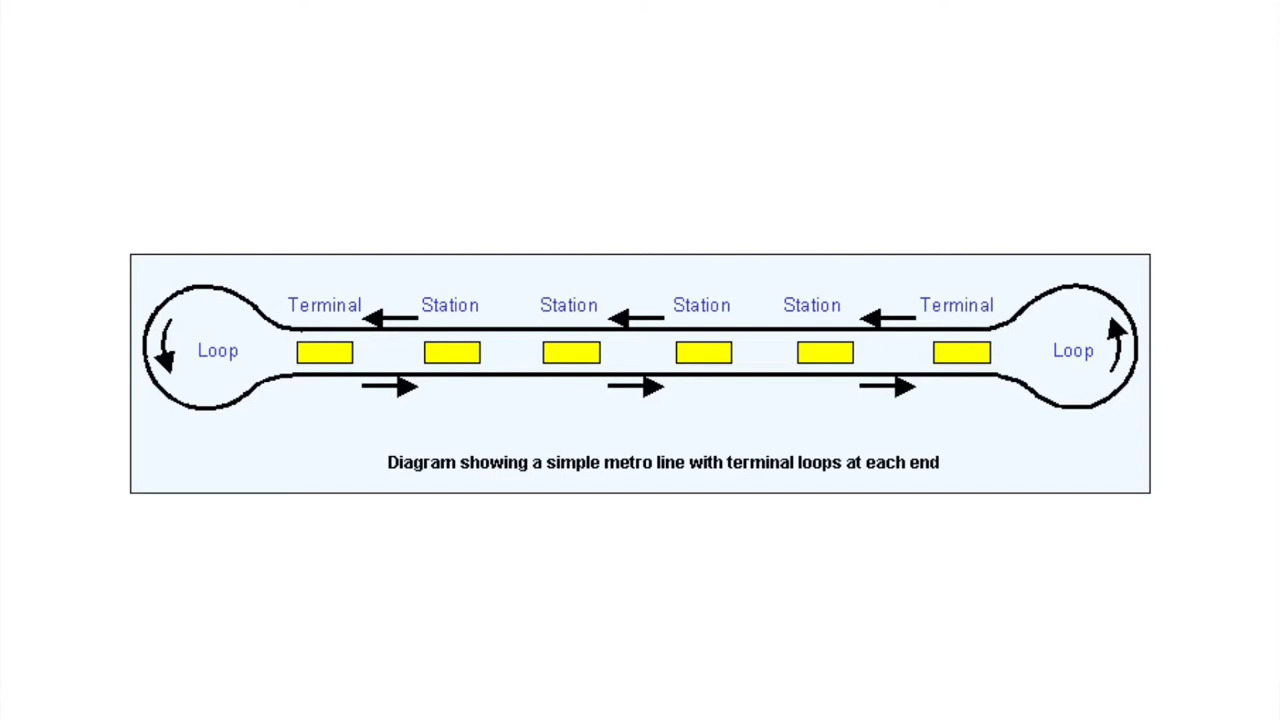 Terminal Station Station Station Station Terminal
Loop Loop
Diagram showing a simple metro line with terminal loops at each end